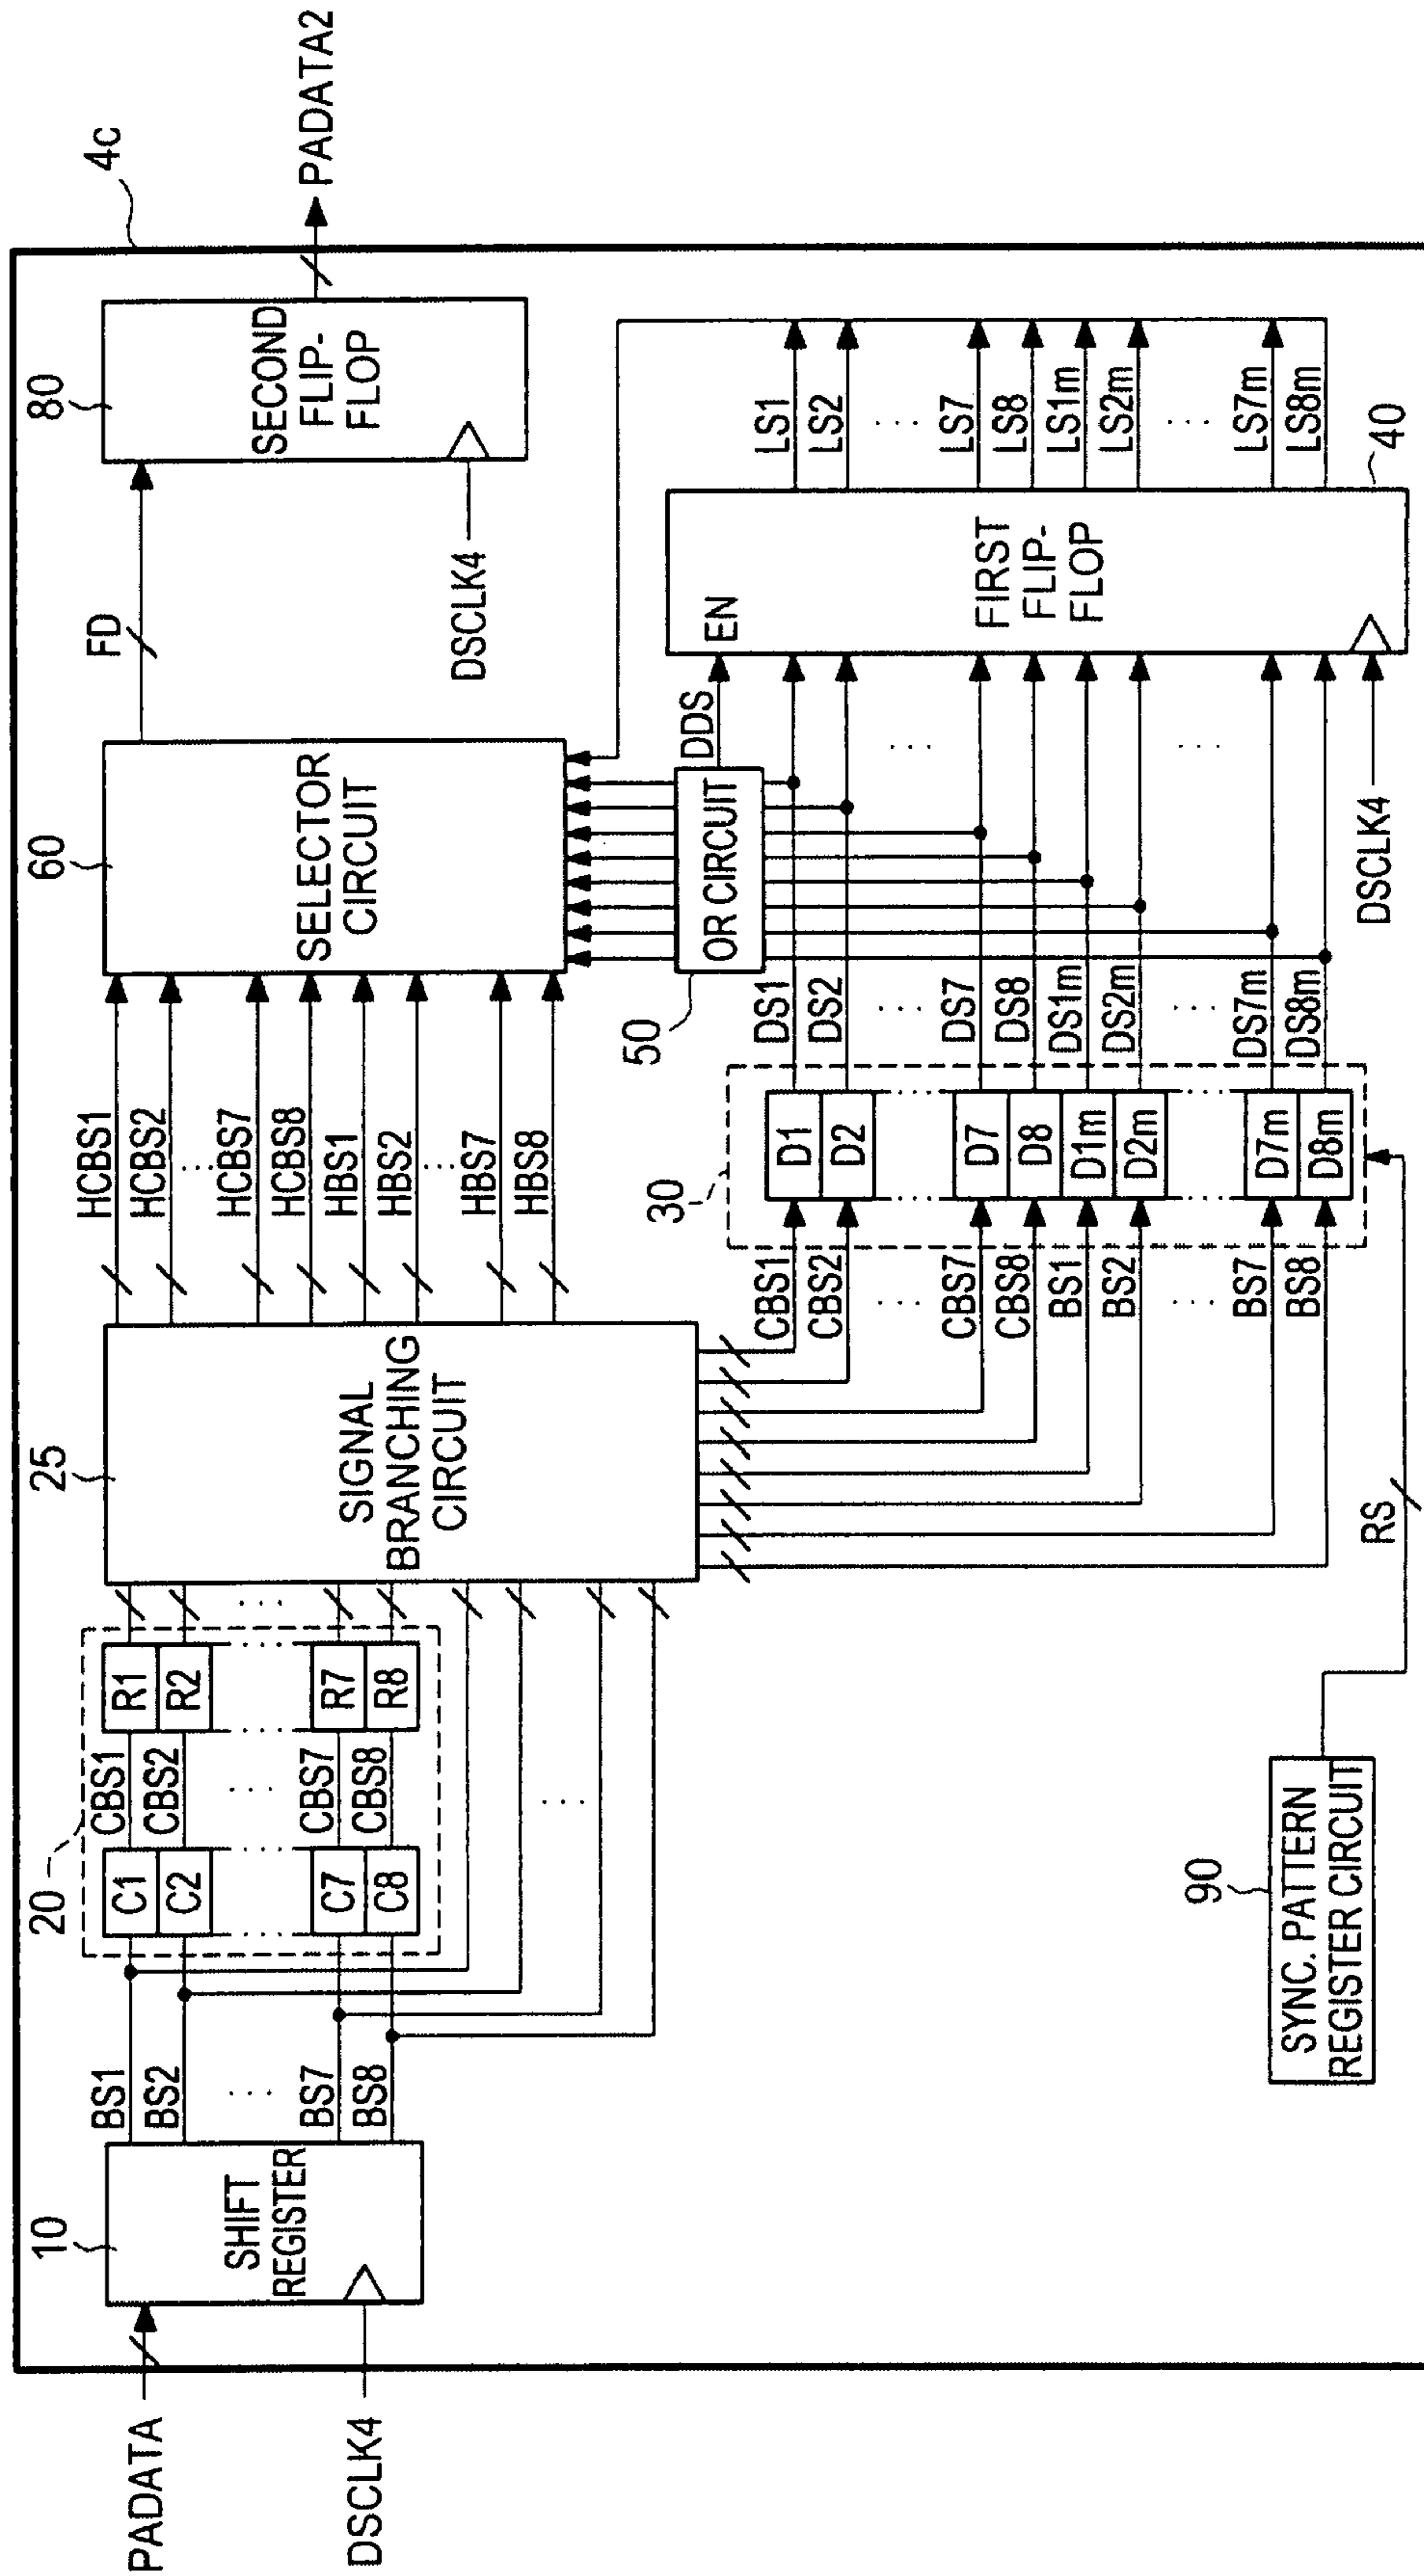 4c
PADATA
DSCLK4
10
SHIFT
REGISTER
BS1
BS2
...
BS7
BS8
20
C1
C2
...
C7
C8
CBS1
CBS2
...
CBS7
CBS8
R1
R2
...
R7
R8
...
25
SIGNAL
BRANCHING
CIRCUIT
HCBS1
HCBS2
...
HCBS7
HCBS8
HBS1
HBS2
...
HBS7
HBS8
60
SELECTOR
CIRCUIT
FD
80
SECOND
FLIP-
FLOP
DSCLK4
PADATA2
CBS1
CBS2
...
CBS7
CBS8
BS1
BS2
...
BS7
BS8
30
D1
D2
...
D7
D8
D1m
D2m
...
D7m
D8m
DS1
DS2
...
DS7
DS8
DS1m
DS2m
...
DS7m
DS8m
50
OR CIRCUIT
DDS
...
...
EN
FIRST
FLIP-
FLOP
40
DSCLK4
LS1
LS2
...
LS7
LS8
LS1m
LS2m
...
LS7m
LS8m
90
SYNC. PATTERN
REGISTER CIRCUIT
RS